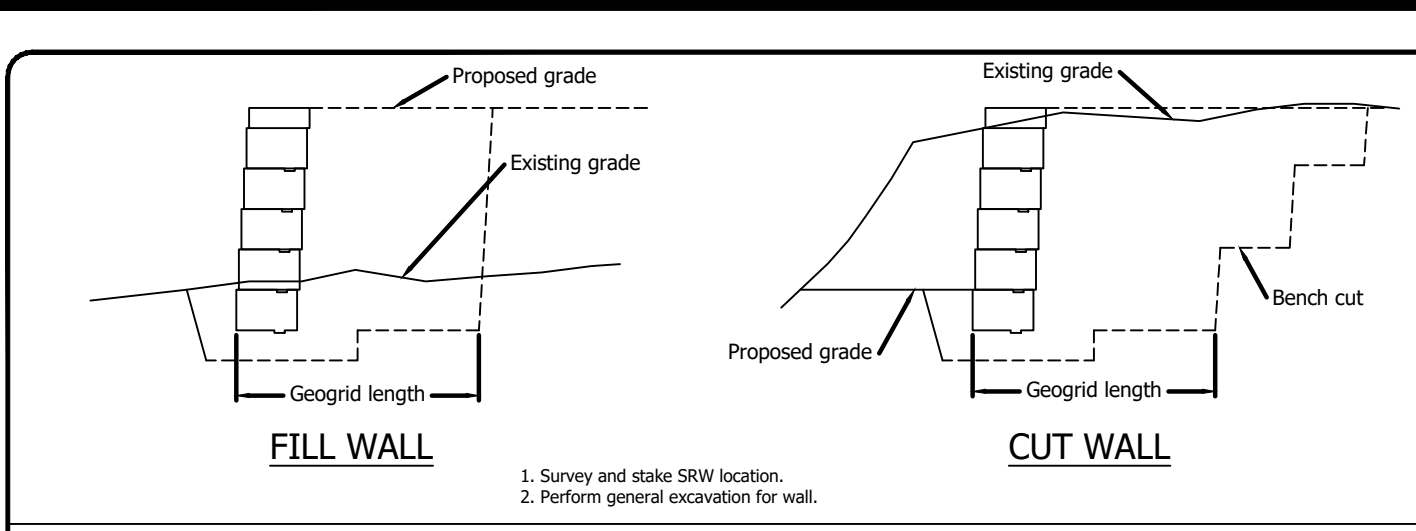 Proposed grade
Existing grade
Geogrid length
FILL WALL
Existing grade
Bench cut
Proposed grade
Geogrid length
CUT WALL
1. Survey and stake SRW location.
2. Perform general excavation for wall.